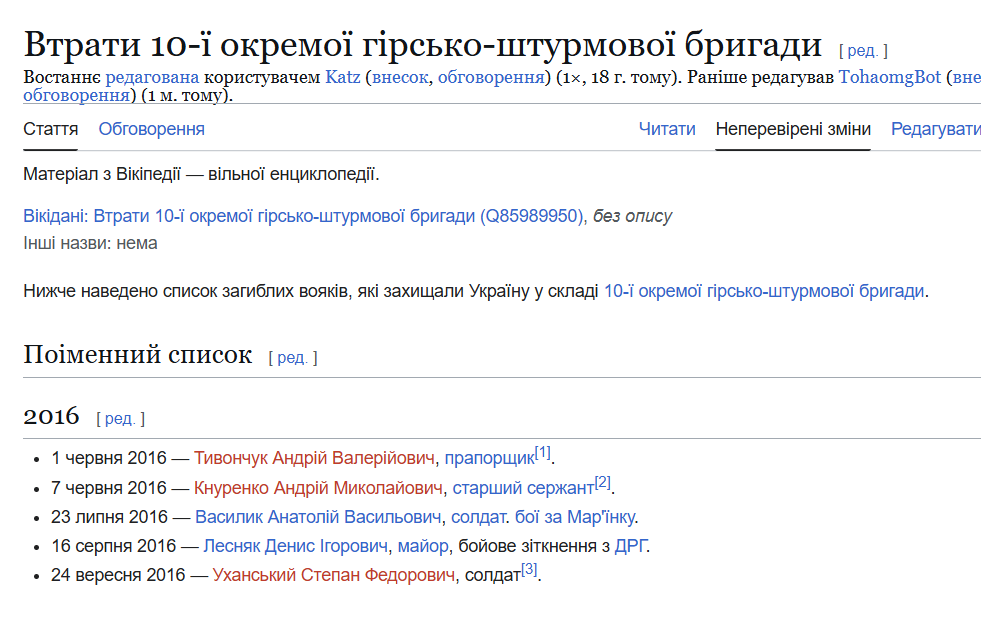 Втрати 10-ї окремої гірсько-штурмової бригади [ ред. ]
Востаннє редагована користувачем Katz (внесок, обговорення) (1×, 18 г. тому). Раніше редагував TohaomgBot (вне
обговорення) (1 м. тому).
Стаття Обговорення Читати Неперевірені зміни Редагувати
Матеріал з Вікіпедії — вільної енциклопедії.
Вікідані: Втрати 10-ї окремої гірсько-штурмової бригади (Q85989950), без опису
Інші назви: нема
Нижче наведено список загиблих вояків, які захищали Україну у складі 10-ї окремої гірсько-штурмової бригади.
Поіменний список [ ред. ]
2016 [ ред. ]
• 1 червня 2016 — Тивончук Андрій Валерійович, прапорщик[1].
• 7 червня 2016 — Кнуренко Андрій Миколайович, старший сержант[2].
• 23 липня 2016 — Василик Анатолій Васильович, солдат. бої за Мар'їнку.
• 16 серпня 2016 — Лесняк Денис Ігорович, майор, бойове зіткнення з ДРГ.
• 24 вересня 2016 — Уханський Степан Федорович, солдат[3].